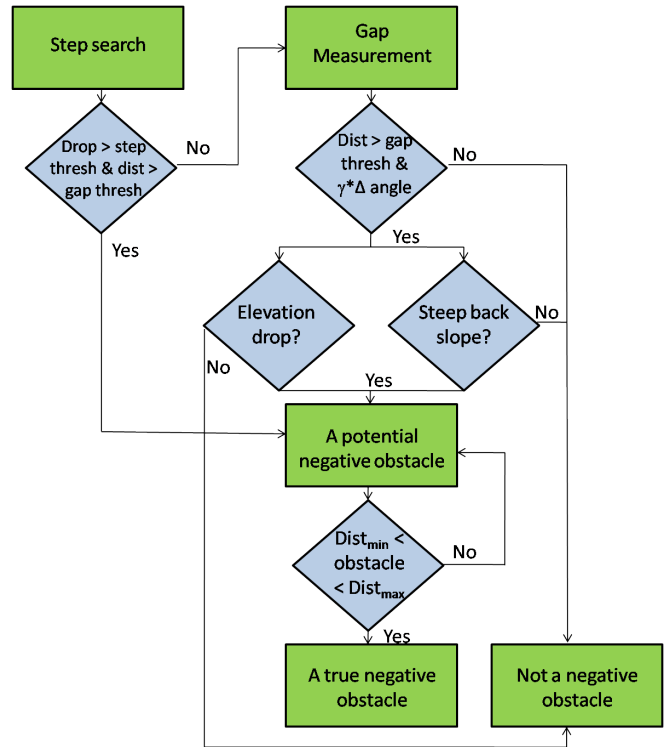 Step search
Gap
Measurement
Drop > step
thresh & dist >
gap thresh
No
Dist > gap
thresh &
γ*Δ angle
No
Yes
Yes
Elevation
drop?
Steep back
slope?
No
No
Yes
A potential
negative obstacle
Distmin <
obstacle
< Distmax
No
Yes
A true negative
obstacle
Not a negative
obstacle